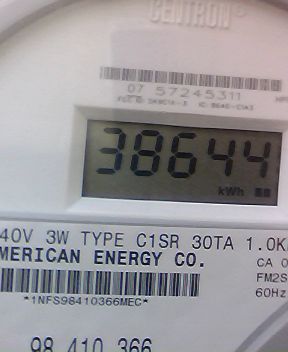 CENTRON®
07 57245311
38644
kWh
40V 3W TYPE C1SR 30TA 1.0K
MERICAN ENERGY CO.
CA 0
FM2S
60Hz
*1NFS98410366MEC*
98 410 366